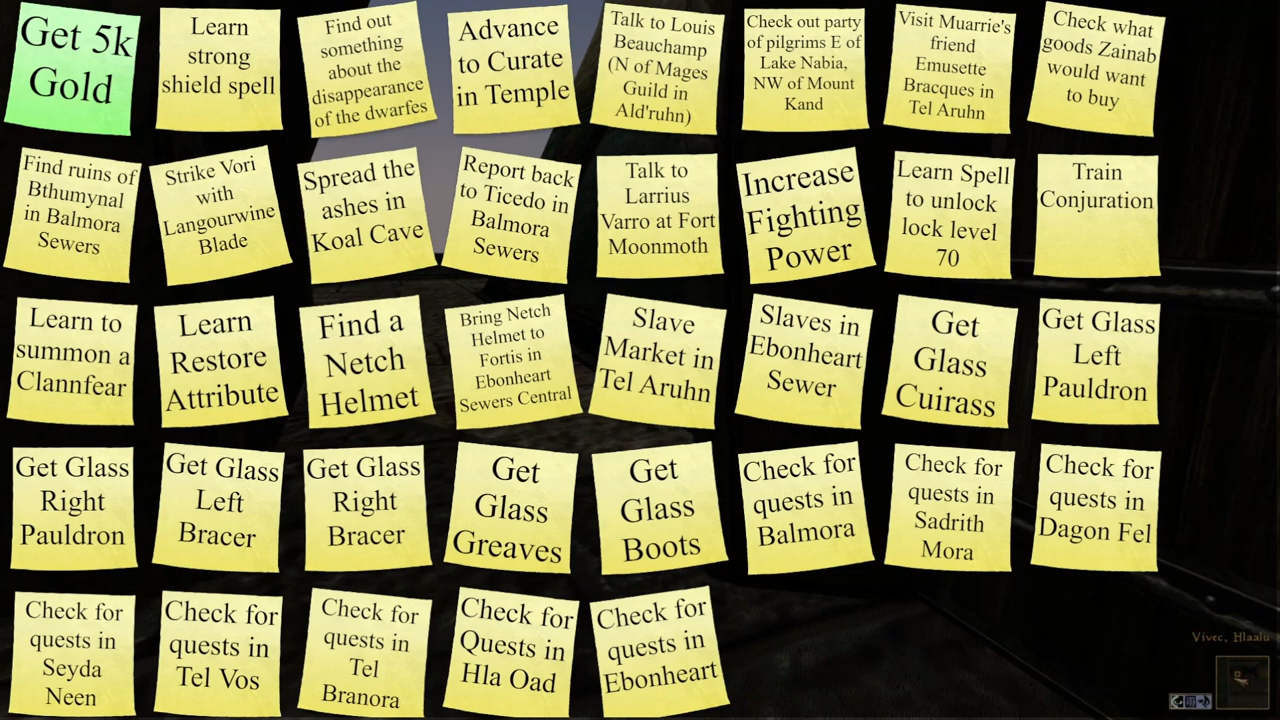 Get 5k
Gold
Learn
strong
shield spell
Find out
something
about the
disappearance
of the dwarfes
Advance
to Curate
in Temple
Talk to Louis
Beauchamp
(N of Mages
Guild in
Ald'ruhn)
Check out party
of pilgrims E of
Lake Nabia,
NW of Mount
Kand
Visit Muarrie's
friend
Emusette
Bracques in
Tel Aruhn
Check what
goods Zainab
would want
to buy
Find ruins of
Bthumynal
in Balmora
Sewers
Strike Vori
with
Langourwine
Blade
Spread the
ashes in
Koal Cave
Report back
to Ticedo in
Balmora
Sewers
Talk to
Larrius
Varro at Fort
Moonmoth
Increase
Fighting
Power
Learn Spell
to unlock
lock level
70
Train
Conjuration
Learn to
summon a
Clannfear
Learn
Restore
Attribute
Find a
Netch
Helmet
Bring Netch
Helmet to
Fortis in
Ebonheart
Sewers Central
Slave
Market in
Tel Aruhn
Slaves in
Ebonheart
Sewer
Get
Glass
Cuirass
Get Glass
Left
Pauldron
Get Glass
Right
Pauldron
Get Glass
Left
Bracer
Get Glass
Right
Bracer
Get
Glass
Greaves
Get
Glass
Boots
Check for
quests in
Balmora
Check for
quests in
Sadrith
Mora
Check for
quests in
Dagon Fel
Check for
quests in
Seyda
Neen
Check for
quests in
Tel Vos
Check for
quests in
Tel
Branora
Check for
Quests in
Hla Oad
Check for
quests in
Ebonheart
Vivec, Hlaalu